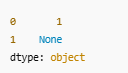 0 1
1 None
dtype: object